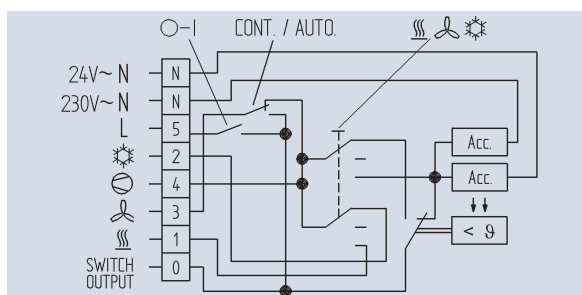 CONT. / AUTO.
24V~ N N
230V~ N N
L 5
2
4
3
1
SWITCH OUTPUT 0
Acc.
Acc.
< ϑ